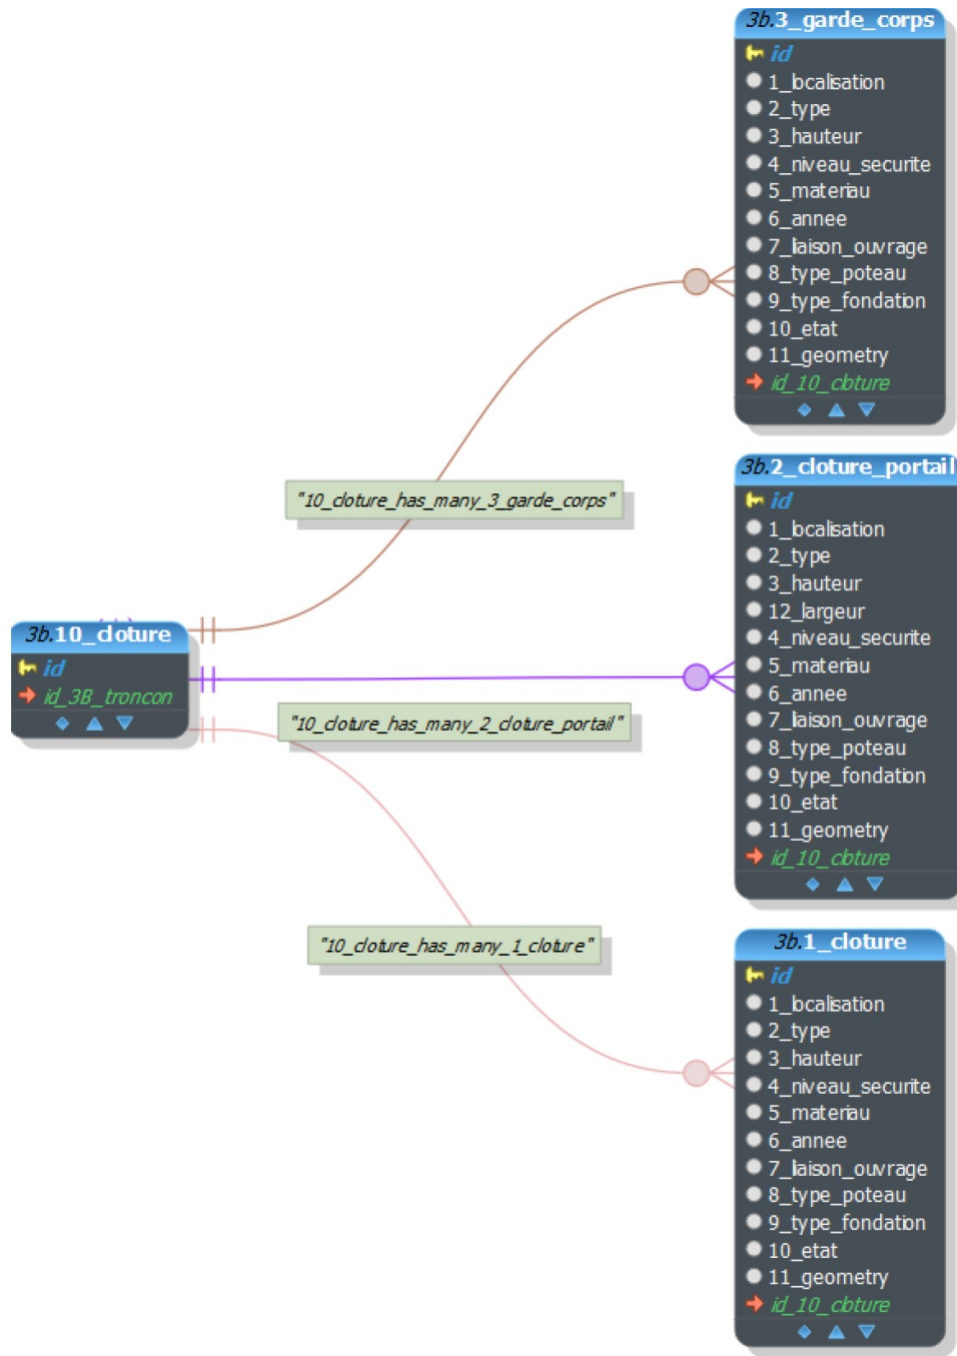 3b.3_garde_corps
id
1_localisation
2_type
3_hauteur
4_niveau_securite
5_materiau
6_annee
7_liaison_ouvrage
8_type_poteau
9_type_fondation
10_etat
11_geometry
id_10_cloture
"10_cloture_has_many_3_garde_corps"
3b.2_cloture_portail
id
1_localisation
2_type
3_hauteur
12_largeur
4_niveau_securite
5_materiau
6_annee
7_liaison_ouvrage
8_type_poteau
9_type_fondation
10_etat
11_geometry
id_10_cloture
3b.10_cloture
id
id_3B_troncon
"10_cloture_has_many_2_cloture_portail"
"10_cloture_has_many_1_cloture"
3b.1_cloture
id
1_localisation
2_type
3_hauteur
4_niveau_securite
5_materiau
6_annee
7_liaison_ouvrage
8_type_poteau
9_type_fondation
10_etat
11_geometry
id_10_cloture